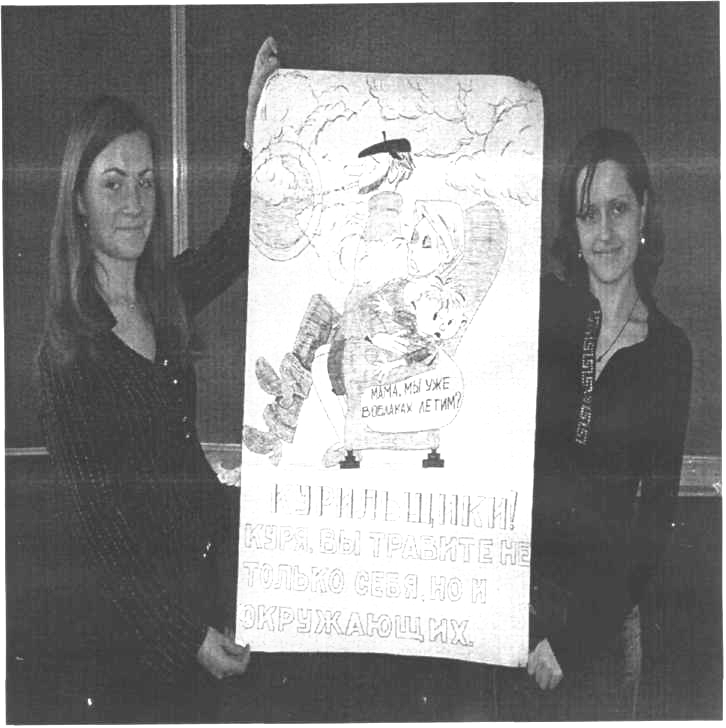 МАМА, МЫ УЖЕ
В ОБЛАКАХ ЛЕТИМ?
КУРИЛЬЩИКИ!
КУРЯ, ВЫ ТРАВИТЕ НЕ
ТОЛЬКО СЕБЯ, НО И
ОКРУЖАЮЩИХ.